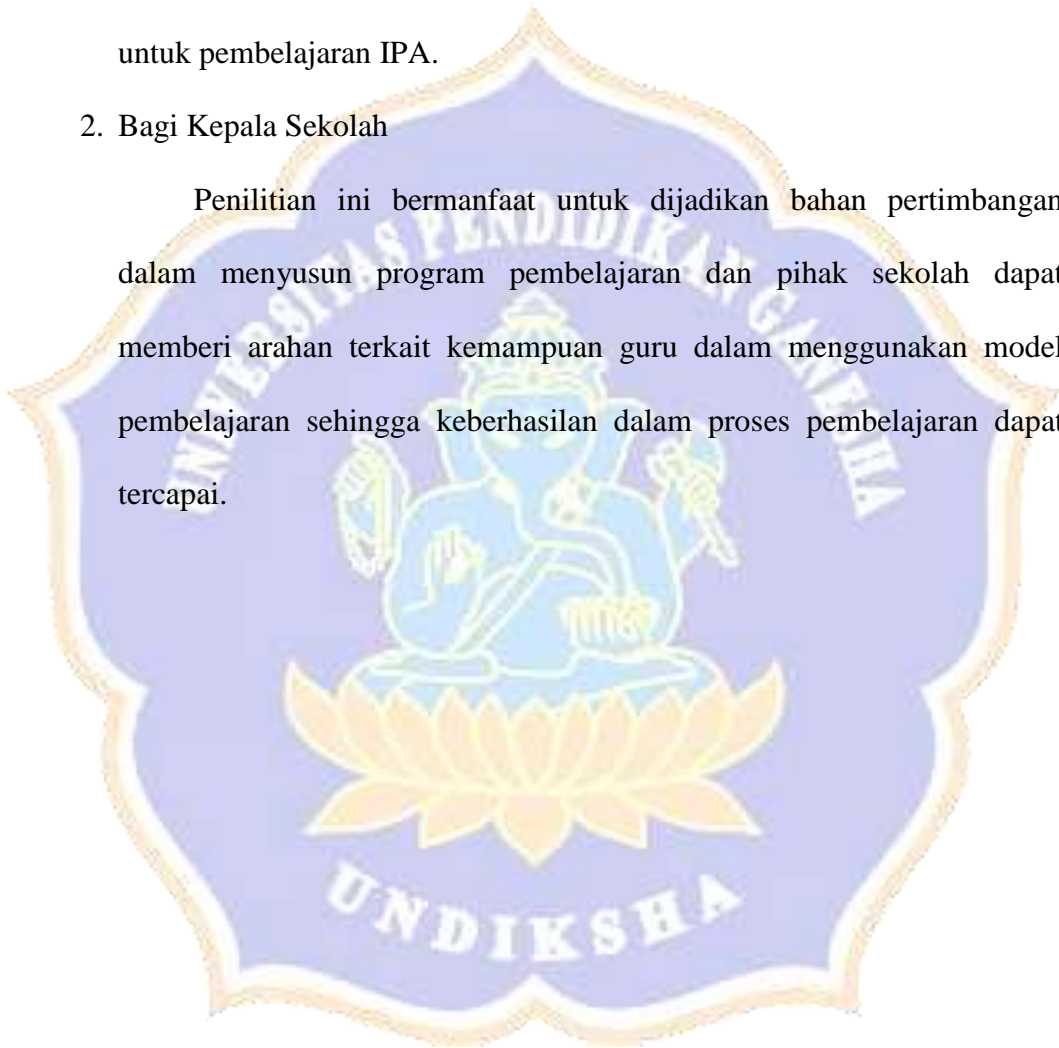 untuk pembelajaran IPA.
2. Bagi Kepala Sekolah
Penilitian ini bermanfaat untuk dijadikan bahan pertimbangan
dalam menyusun program pembelajaran dan pihak sekolah dapat
memberi arahan terkait kemampuan guru dalam menggunakan model
pembelajaran sehingga keberhasilan dalam proses pembelajaran dapat
tercapai.
UNIVERSITAS PENDIDIKAN GANESHA
UNDIKSHA